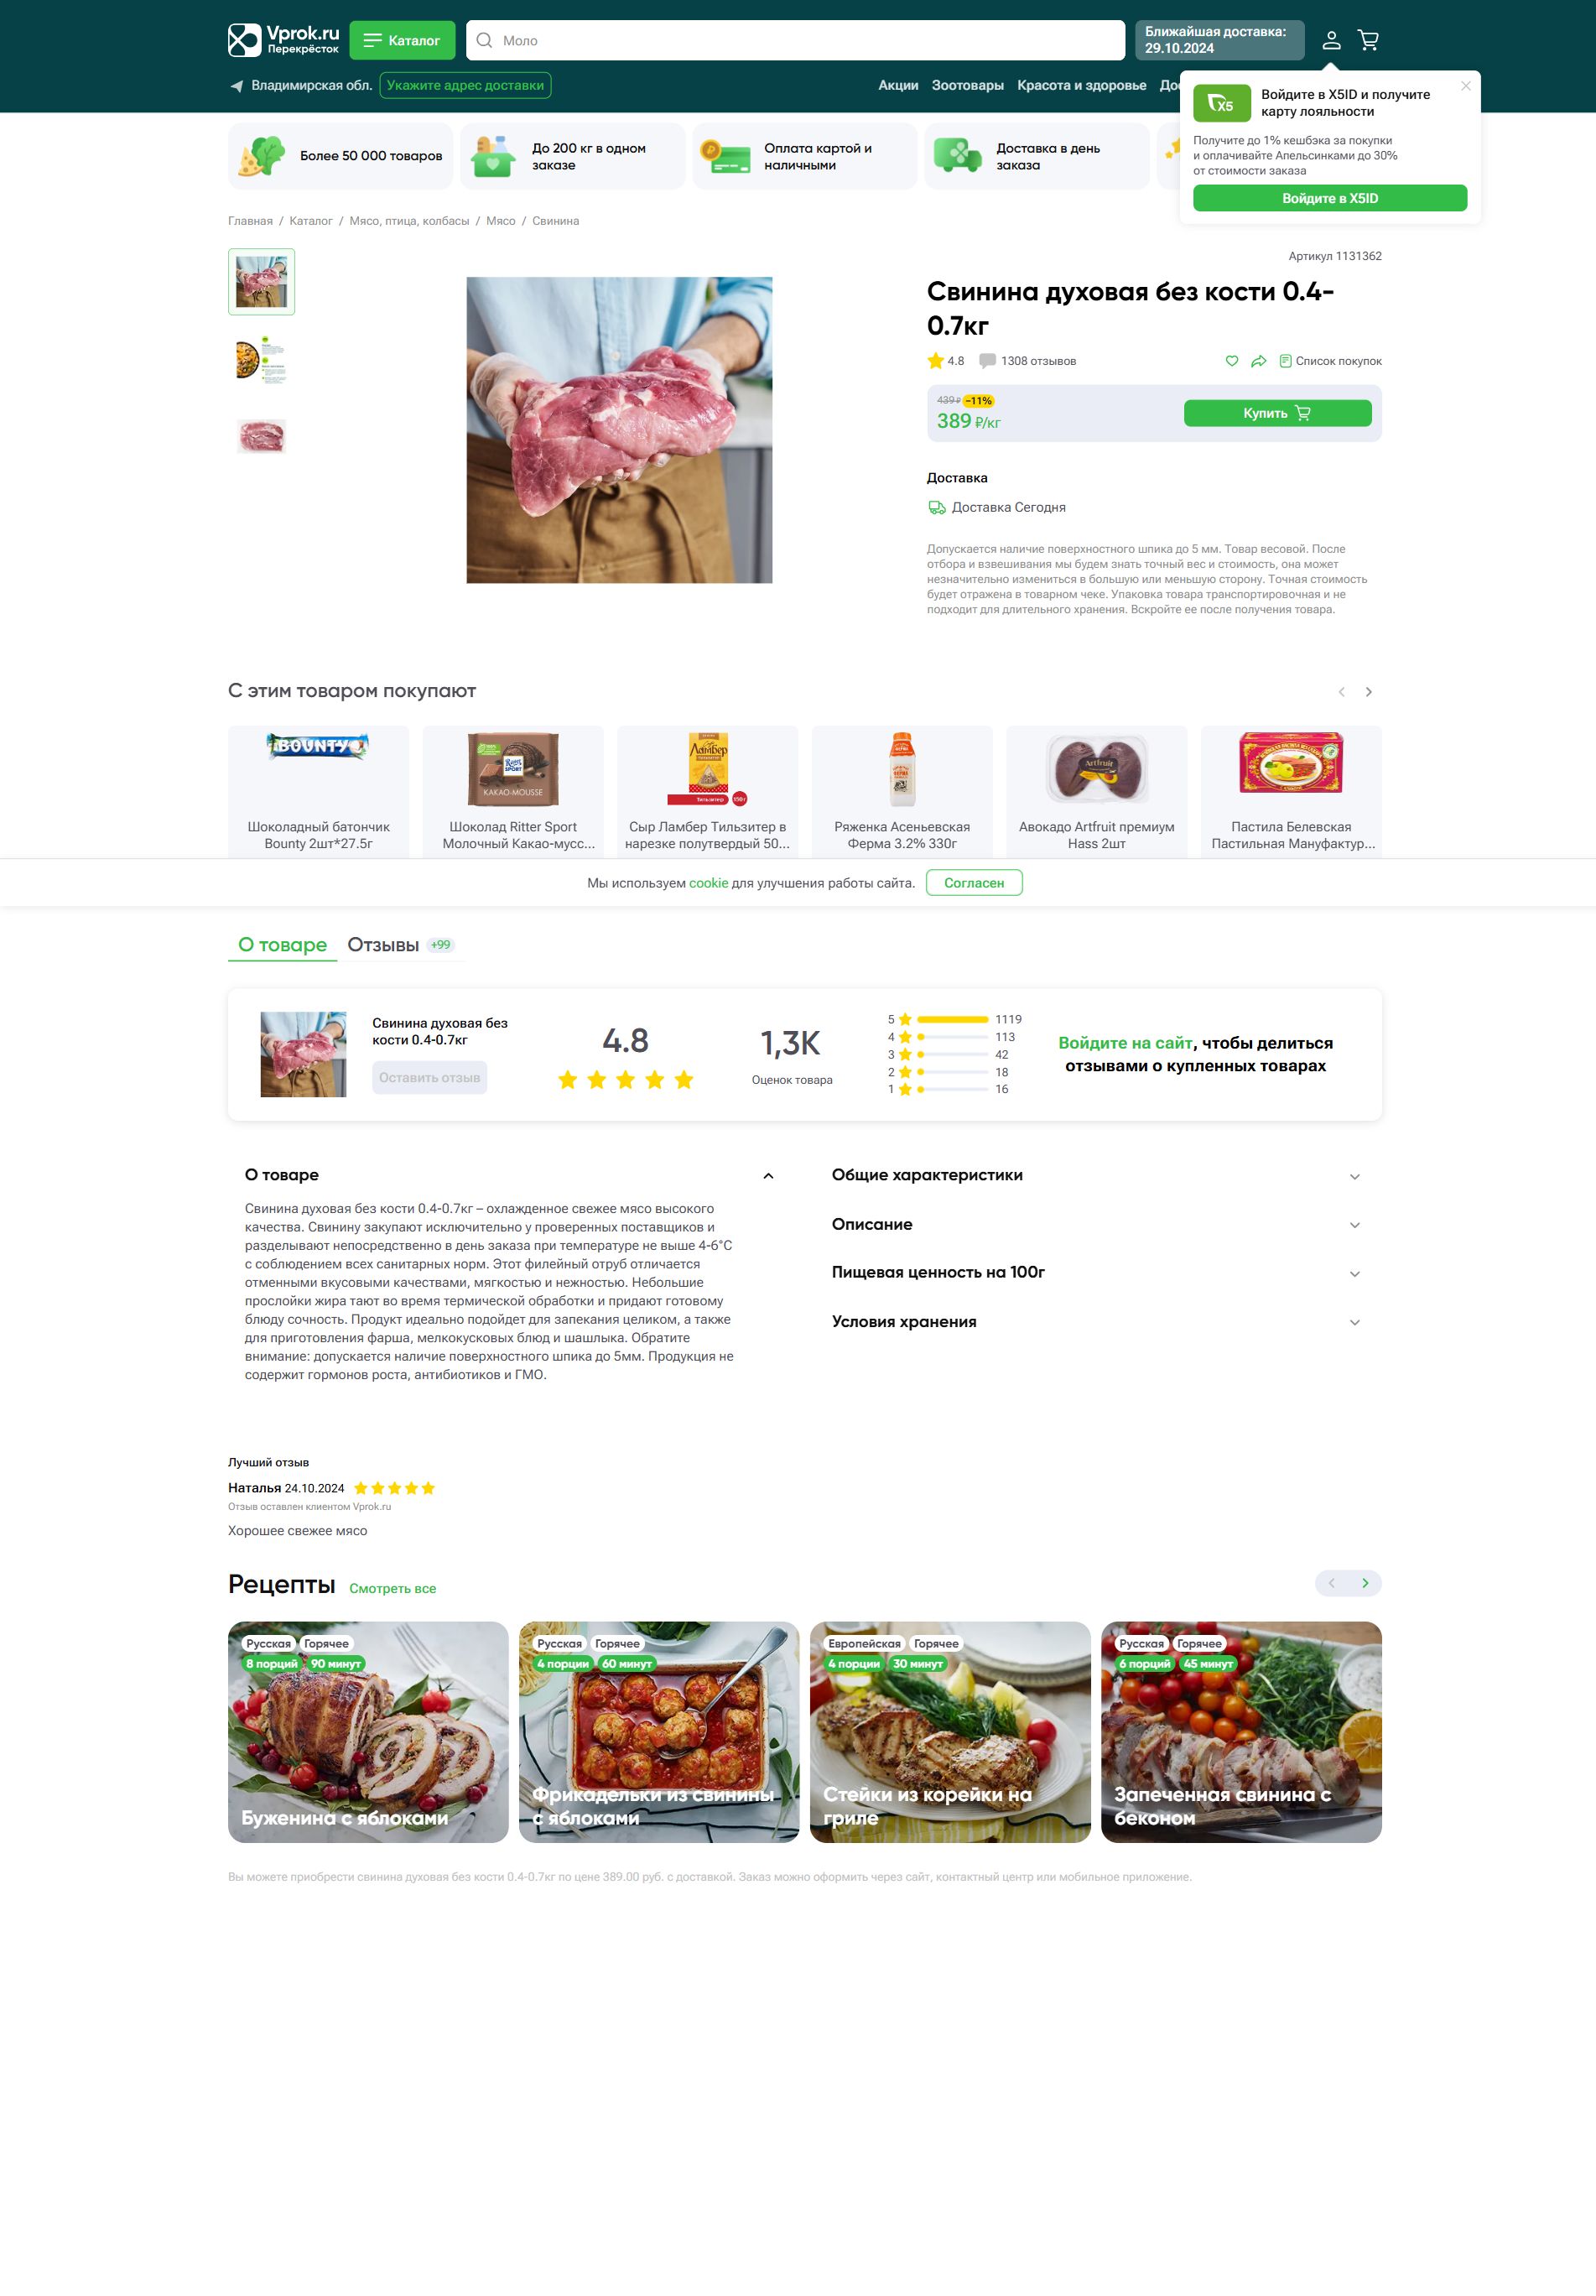 Vprok.ru
Перекрёсток
Каталог
Моло
Ближайшая доставка:
29.10.2024
Владимирская обл.
Укажите адрес доставки
Акции
Зоотовары
Красота и здоровье
X5
Войдите в X5ID и получите
карту лояльности
Получите до 1% кешбэка за покупки
и оплачивайте Апельсинками до 30%
от стоимости заказа
Войдите в X5ID
Более 50 000 товаров
До 200 кг в одном
заказе
Оплата картой и
наличными
Доставка в день
заказа
Главная / Каталог / Мясо, птица, колбасы / Мясо / Свинина
Артикул 1131362
Свинина духовая без кости 0.4-
0.7кг
4.8
1308 отзывов
Список покупок
439 ₽ -11%
389 ₽/кг
Купить
Доставка
Доставка Сегодня
Допускается наличие поверхностного шпика до 5 мм. Товар весовой. После
отбора и взвешивания мы будем знать точный вес и стоимость, она может
незначительно измениться в большую или меньшую сторону. Точная стоимость
будет отражена в товарном чеке. Упаковка товара транспортировочная и не
подходит для длительного хранения. Вскройте ее после получения товара.
С этим товаром покупают
BOUNTY
Шоколадный батончик
Bounty 2шт*27.5г
Ritter SPORT
КАКАО-MOUSSE
Шоколад Ritter Sport
Молочный Какао-мусс...
Ламбер
Тильзитер
150 г
Сыр Ламбер Тильзитер в
нарезке полутвердый 50...
Ряженка Асеньевская
Ферма 3.2% 330г
Artfruit
Авокадо Artfruit премиум
Hass 2шт
Пастила Белевская
Пастильная Мануфактур...
Мы используем cookie для улучшения работы сайта.
Согласен
О товаре
Отзывы +99
Свинина духовая без
кости 0.4-0.7кг
Оставить отзыв
4.8
1,3K
Оценок товара
5 1119
4 113
3 42
2 18
1 16
Войдите на сайт, чтобы делиться
отзывами о купленных товарах
О товаре
Свинина духовая без кости 0.4-0.7кг – охлажденное свежее мясо высокого
качества. Свинину закупают исключительно у проверенных поставщиков и
разделывают непосредственно в день заказа при температуре не выше 4-6°С
с соблюдением всех санитарных норм. Этот филейный отруб отличается
отменными вкусовыми качествами, мягкостью и нежностью. Небольшие
прослойки жира тают во время термической обработки и придают готовому
блюду сочность. Продукт идеально подойдет для запекания целиком, а также
для приготовления фарша, мелкокусковых блюд и шашлыка. Обратите
внимание: допускается наличие поверхностного шпика до 5мм. Продукция не
содержит гормонов роста, антибиотиков и ГМО.
Общие характеристики
Описание
Пищевая ценность на 100г
Условия хранения
Лучший отзыв
Наталья 24.10.2024
Отзыв оставлен клиентом Vprok.ru
Хорошее свежее мясо
Рецепты
Смотреть все
Русская Горячее
8 порций 90 минут
Буженина с яблоками
Русская Горячее
4 порции 60 минут
Фрикадельки из свинины
с яблоками
Европейская Горячее
4 порции 30 минут
Стейки из корейки на
гриле
Русская Горячее
6 порций 45 минут
Запеченная свинина с
беконом
Вы можете приобрести свинина духовая без кости 0.4-0.7кг по цене 389.00 руб. с доставкой. Заказ можно оформить через сайт, контактный центр или мобильное приложение.